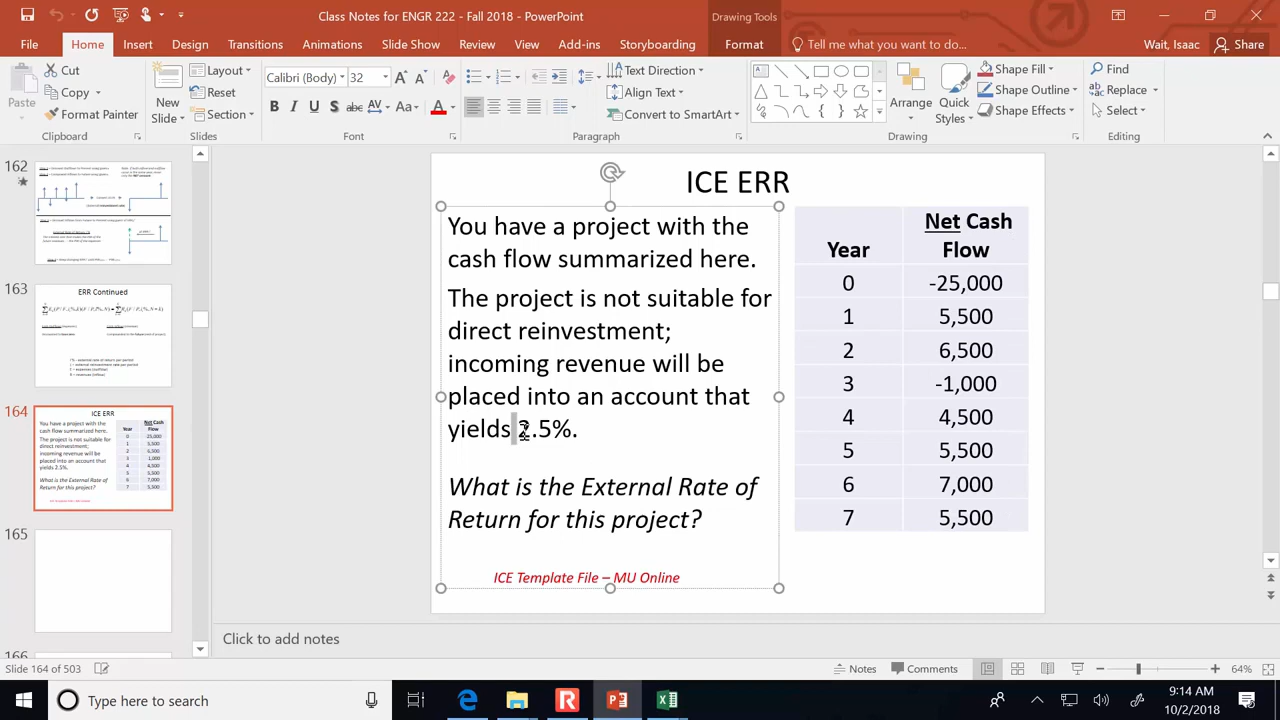 Class Notes for ENGR 222 - Fall 2018 - PowerPoint
Drawing Tools
File
Home
Insert
Design
Transitions
Animations
Slide Show
Review
View
Add-ins
Storyboarding
Format
Tell me what you want to do...
Wait, Isaac
Share
Paste
Cut
Copy
Format Painter
Clipboard
New Slide
Layout
Reset
Section
Slides
Calibri (Body)
32
Font
Text Direction
Align Text
Convert to SmartArt
Paragraph
Arrange
Quick Styles
Shape Fill
Shape Outline
Shape Effects
Drawing
Find
Replace
Select
Editing
162
163
ERR Continued
164
ICE ERR
165
166
ICE ERR
You have a project with the
cash flow summarized here.
The project is not suitable for
direct reinvestment;
incoming revenue will be
placed into an account that
yields 2.5%.
What is the External Rate of
Return for this project?
ICE Template File – MU Online
Year Net Cash Flow
0 -25,000
1 5,500
2 6,500
3 -1,000
4 4,500
5 5,500
6 7,000
7 5,500
Click to add notes
Slide 164 of 503
Notes
Comments
64%
Type here to search
9:14 AM
10/2/2018